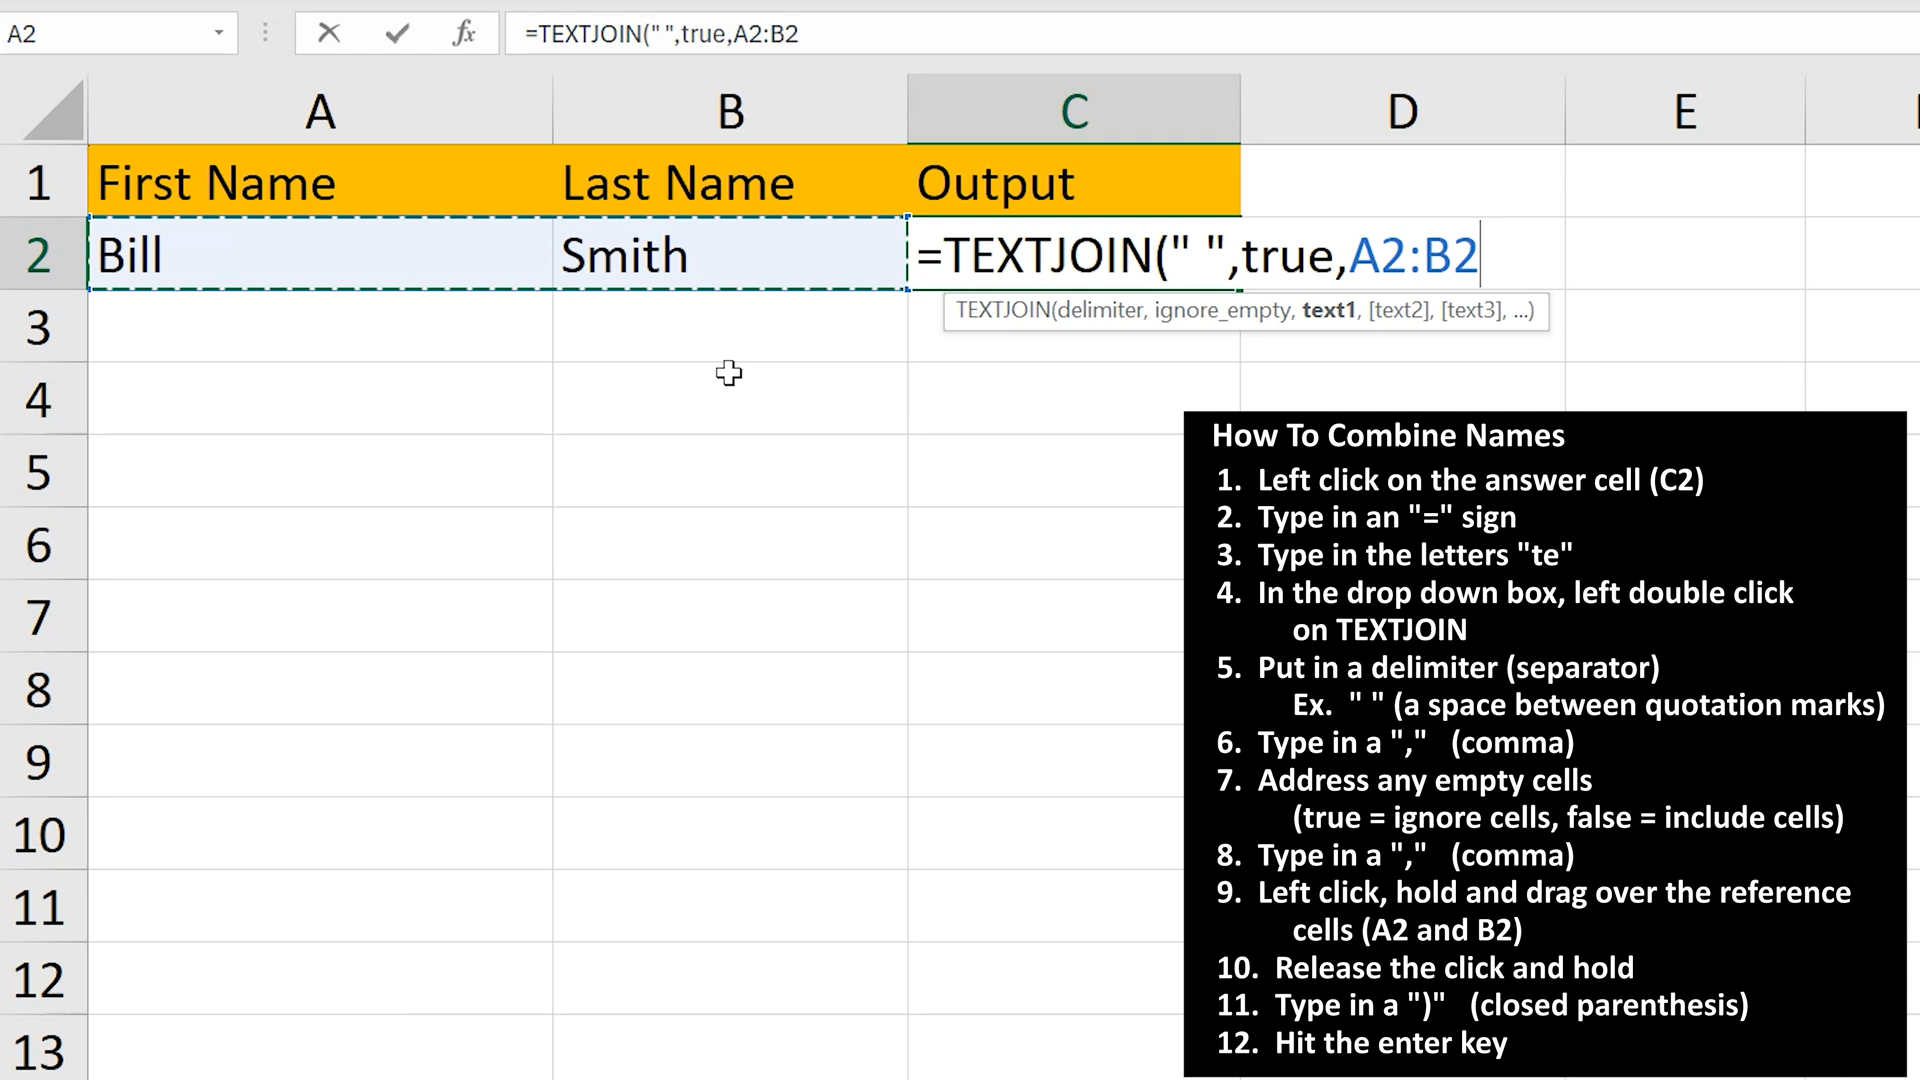 A2
fx
=TEXTJOIN(" ",true,A2:B2
A B C D E
1 First Name Last Name Output
2 Bill Smith =TEXTJOIN(" ",true,A2:B2
TEXTJOIN(delimiter, ignore_empty, text1, [text2], [text3], ...)
3
4
5
6
7
8
9
10
11
12
13
How To Combine Names
1. Left click on the answer cell (C2)
2. Type in an "=" sign
3. Type in the letters "te"
4. In the drop down box, left double click
on TEXTJOIN
5. Put in a delimiter (separator)
Ex. " " (a space between quotation marks)
6. Type in a "," (comma)
7. Address any empty cells
(true = ignore cells, false = include cells)
8. Type in a "," (comma)
9. Left click, hold and drag over the reference
cells (A2 and B2)
10. Release the click and hold
11. Type in a ")" (closed parenthesis)
12. Hit the enter key